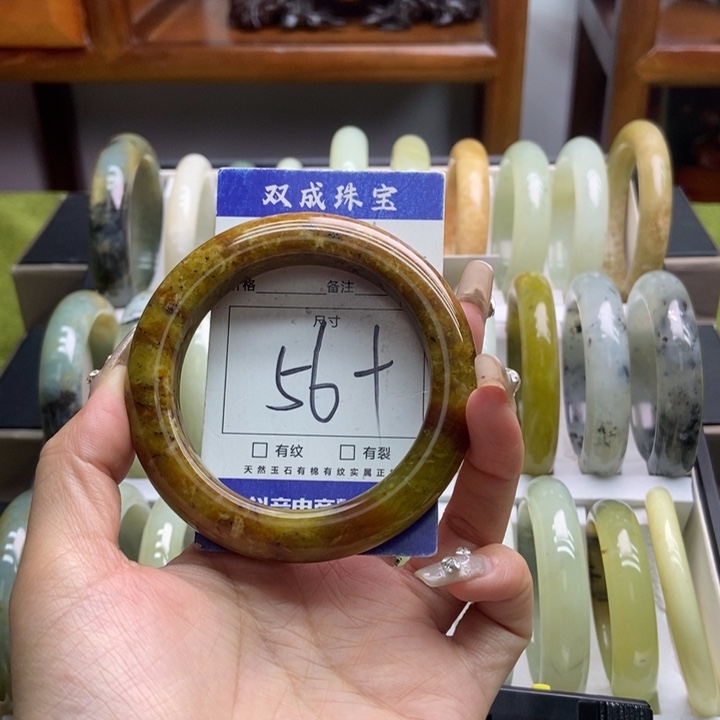 双成珠宝
备注
尺寸
56+
□有纹 □有裂
天然玉石有棉有纹实属正